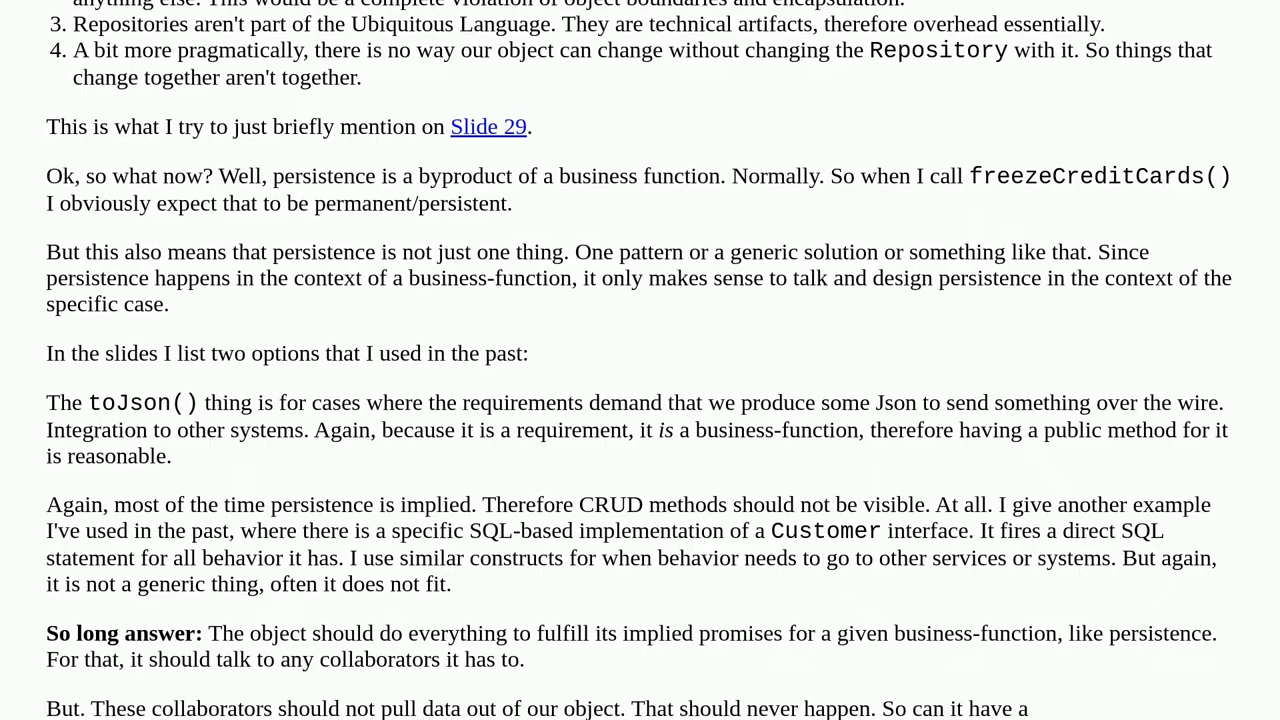 anything else. This would be a complete violation of object boundaries and encapsulation.
3. Repositories aren't part of the Ubiquitous Language. They are technical artifacts, therefore overhead essentially.
4. A bit more pragmatically, there is no way our object can change without changing the Repository with it. So things that
change together aren't together.
This is what I try to just briefly mention on Slide 29.
Ok, so what now? Well, persistence is a byproduct of a business function. Normally. So when I call freezeCreditCards()
I obviously expect that to be permanent/persistent.
But this also means that persistence is not just one thing. One pattern or a generic solution or something like that. Since
persistence happens in the context of a business-function, it only makes sense to talk and design persistence in the context of the
specific case.
In the slides I list two options that I used in the past:
The toJson() thing is for cases where the requirements demand that we produce some Json to send something over the wire.
Integration to other systems. Again, because it is a requirement, it is a business-function, therefore having a public method for it
is reasonable.
Again, most of the time persistence is implied. Therefore CRUD methods should not be visible. At all. I give another example
I've used in the past, where there is a specific SQL-based implementation of a Customer interface. It fires a direct SQL
statement for all behavior it has. I use similar constructs for when behavior needs to go to other services or systems. But again,
it is not a generic thing, often it does not fit.
So long answer: The object should do everything to fulfill its implied promises for a given business-function, like persistence.
For that, it should talk to any collaborators it has to.
But. These collaborators should not pull data out of our object. That should never happen. So can it have a